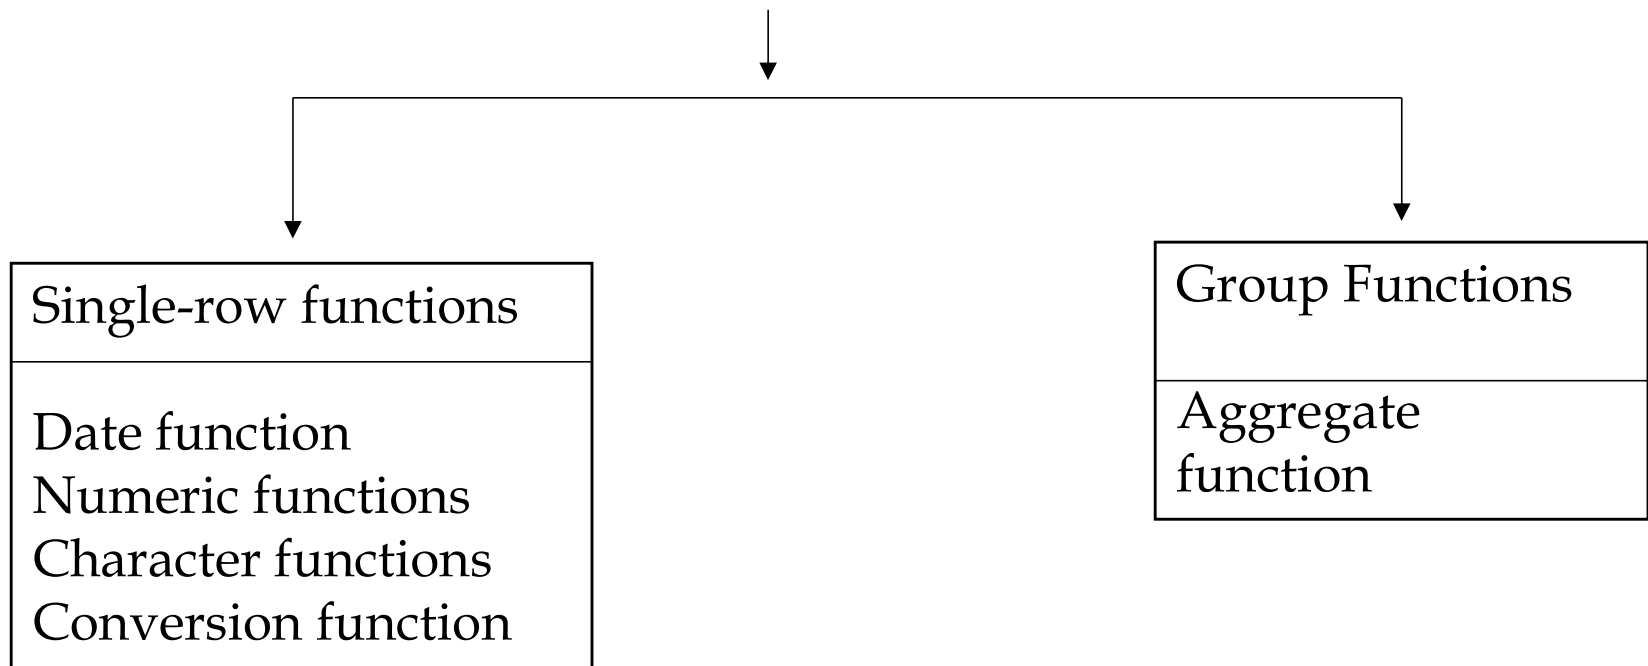 Single-row functions
Date function
Numeric functions
Character functions
Conversion function
Group Functions
Aggregate
function